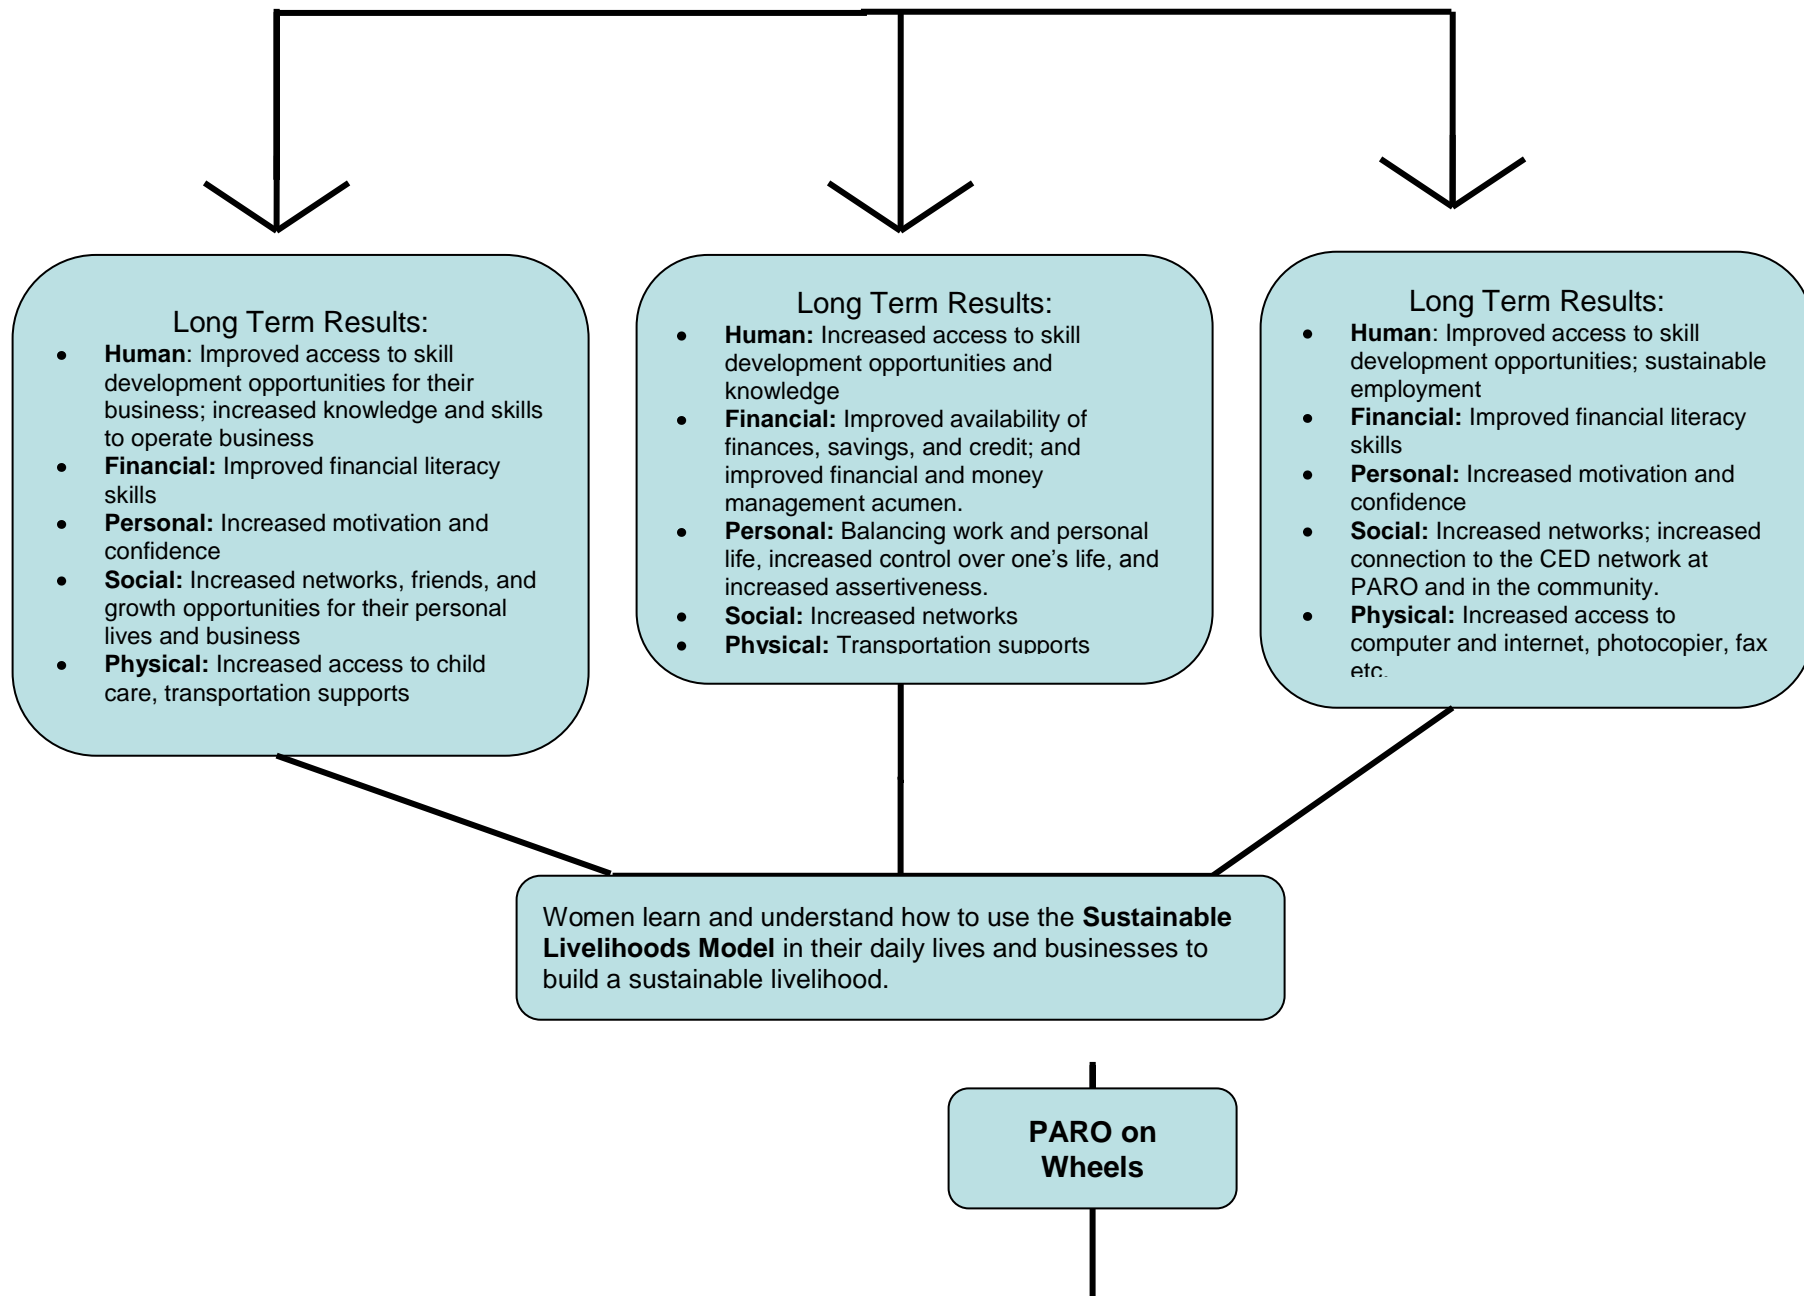 Long Term Results:
• Human: Improved access to skill
development opportunities for their
business; increased knowledge and skills
to operate business
• Financial: Improved financial literacy
skills
• Personal: Increased motivation and
confidence
• Social: Increased networks, friends, and
growth opportunities for their personal
lives and business
• Physical: Increased access to child
care, transportation supports
Long Term Results:
• Human: Increased access to skill
development opportunities and
knowledge
• Financial: Improved availability of
finances, savings, and credit; and
improved financial and money
management acumen.
• Personal: Balancing work and personal
life, increased control over one’s life, and
increased assertiveness.
• Social: Increased networks
• Physical: Transportation supports
Long Term Results:
• Human: Improved access to skill
development opportunities; sustainable
employment
• Financial: Improved financial literacy
skills
• Personal: Increased motivation and
confidence
• Social: Increased networks; increased
connection to the CED network at
PARO and in the community.
• Physical: Increased access to
computer and internet, photocopier, fax
etc.
Women learn and understand how to use the Sustainable
Livelihoods Model in their daily lives and businesses to
build a sustainable livelihood.
PARO on
Wheels